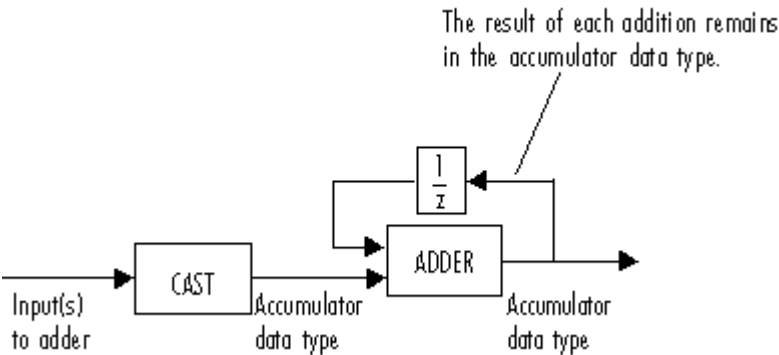 The result of each addition remains
in the accumulator data type.
1
z
ADDER
CAST
Input(s)
to adder
Accumulator
data type
Accumulator
data type